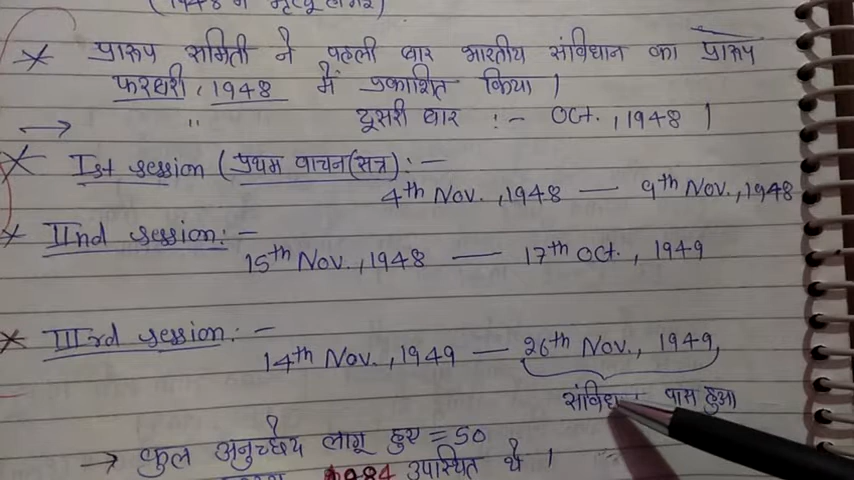 (1948 में मृत्यु
* प्रारूप समिती ने पहली बार भारतीय संविधान का प्रारूप
फरवरी, 1948 में प्रकाशित किया।
→ " दूसरी बार :- Oct., 1948।
* Ist session (प्रथम वाचन(सत्र) :-
4th Nov., 1948 — 9th Nov., 1948
* IInd session :-
15th Nov., 1948 — 17th Oct., 1949
* IIIrd session :-
14th Nov., 1949 — 26th Nov., 1949
पास हुआ
→ कुल अनुच्छेय लागू हुए = 50
उपस्थित थे।